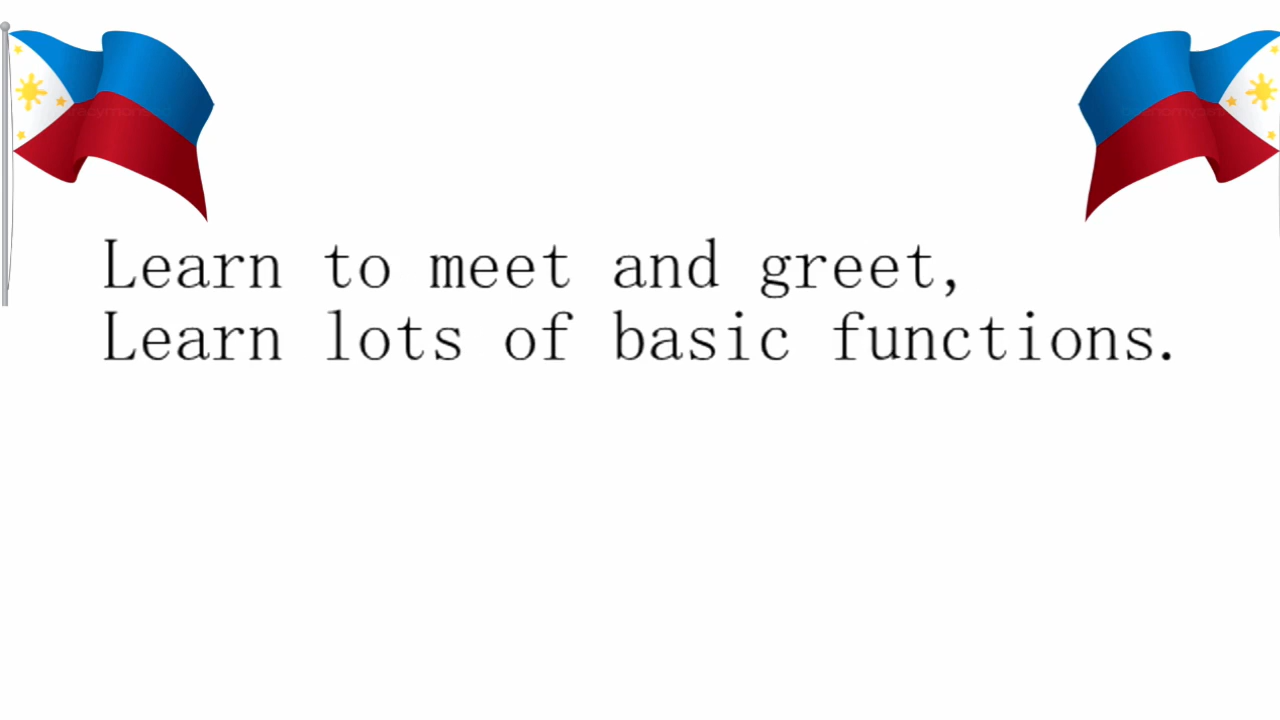 Learn to meet and greet,
Learn lots of basic functions.